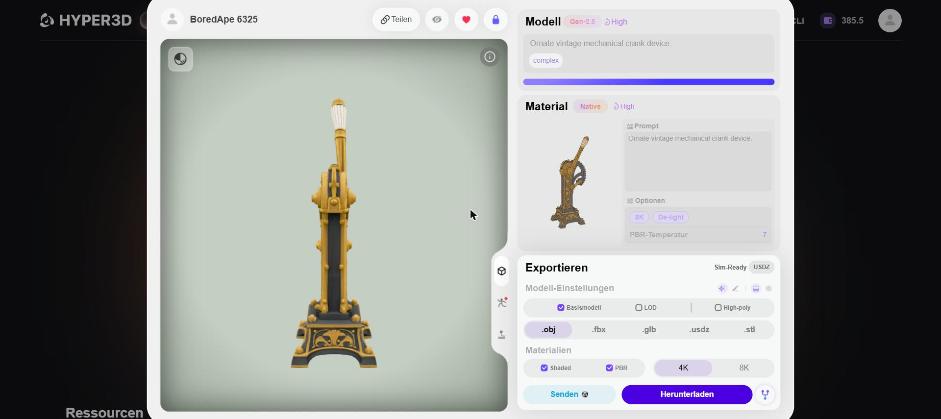 HYPER3D
BoredApe 6325
Teilen
Modell Gen-2.5 High
Ornate vintage mechanical crank device.
complex
Material Native High
Prompt
Ornate vintage mechanical crank device.
Optionen
8K De-light
PBR-Temperatur 7
Exportieren Sim-Ready USDZ
Modell-Einstellungen
Basismodell LOD High-poly
.obj .fbx .glb .usdz .stl
Materialien
Shaded PBR 4K 8K
Senden Herunterladen
385.5
Ressourcen